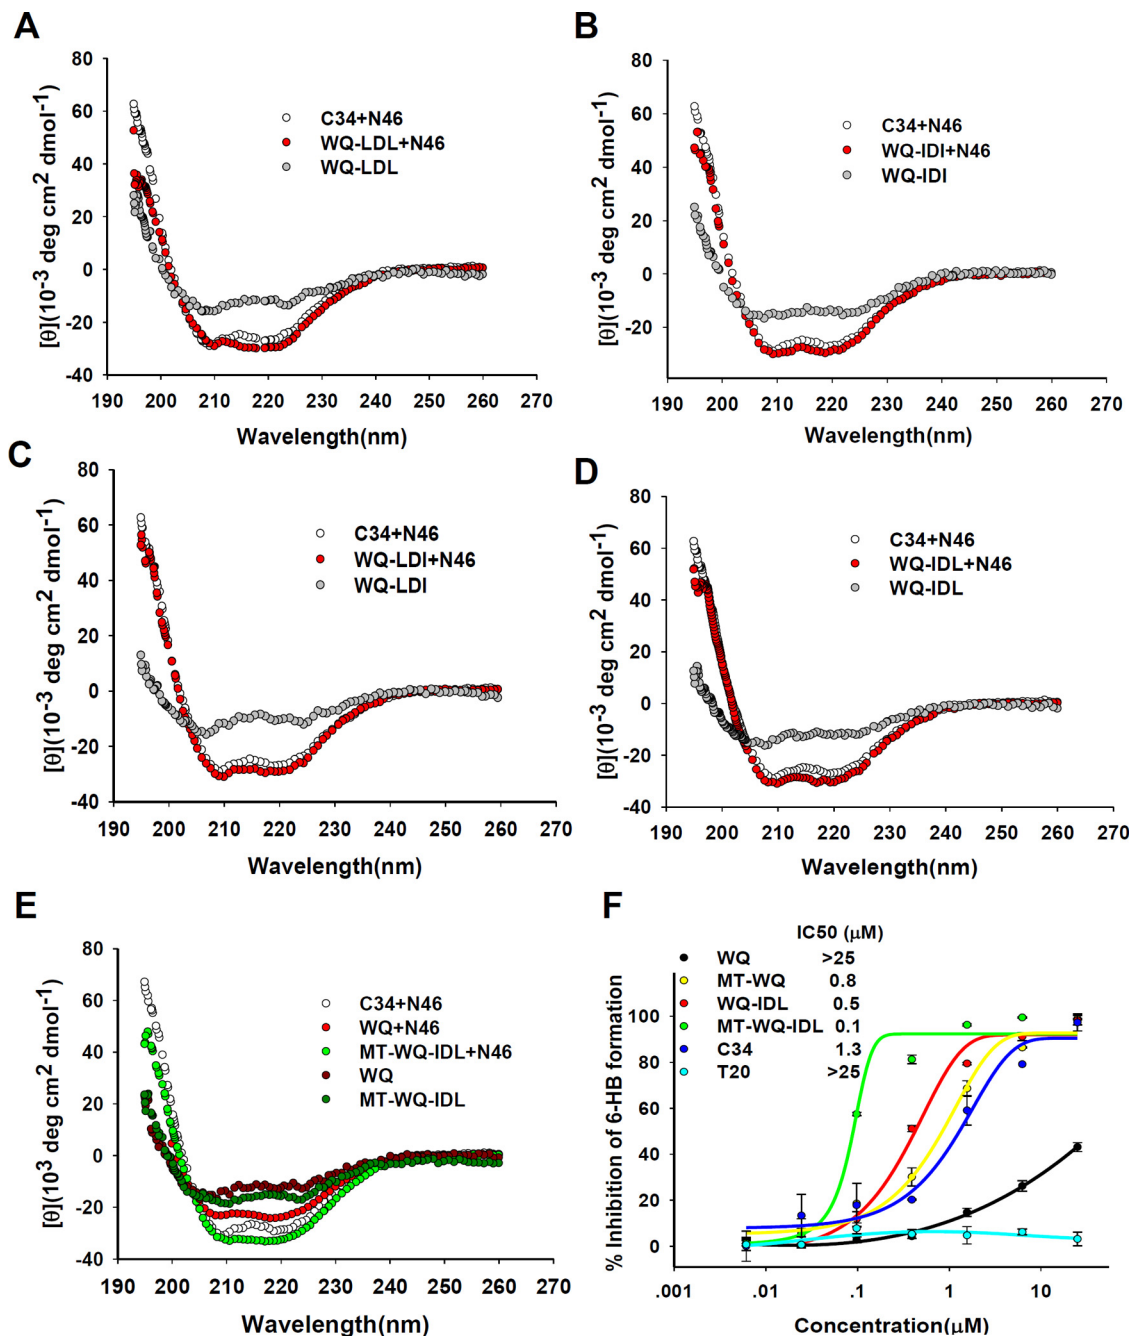 A
[θ](10-3 deg cm2 dmol-1)
80
60
40
20
0
-20
-40
C34+N46
WQ-LDL+N46
WQ-LDL
190 200 210 220 230 240 250 260 270
Wavelength(nm)
B
[θ](10-3 deg cm2 dmol-1)
80
60
40
20
0
-20
C34+N46
WQ-IDI+N46
WQ-IDI
190 200 210 220 230 240 250 260 270
Wavelength(nm)
C
[θ](10-3 deg cm2 dmol-1)
80
60
40
20
0
-20
-40
C34+N46
WQ-LDI+N46
WQ-LDI
190 200 210 220 230 240 250 260 270
Wavelength(nm)
D
[θ](10-3 deg cm2 dmol-1)
80
60
40
20
0
-20
-40
C34+N46
WQ-IDL+N46
WQ-IDL
190 200 210 220 230 240 250 260 270
Wavelength(nm)
E
[θ](103 deg cm2 dmol-1)
80
60
40
20
0
-20
-40
C34+N46
WQ+N46
MT-WQ-IDL+N46
WQ
MT-WQ-IDL
190 200 210 220 230 240 250 260 270
Wavelength(nm)
F
IC50 (μM)
WQ >25
MT-WQ 0.8
WQ-IDL 0.5
MT-WQ-IDL 0.1
C34 1.3
T20 >25
% Inbibition of 6-HB formation
100
80
60
40
20
0
.001 .01 .1 1 10
Concentration(μM)